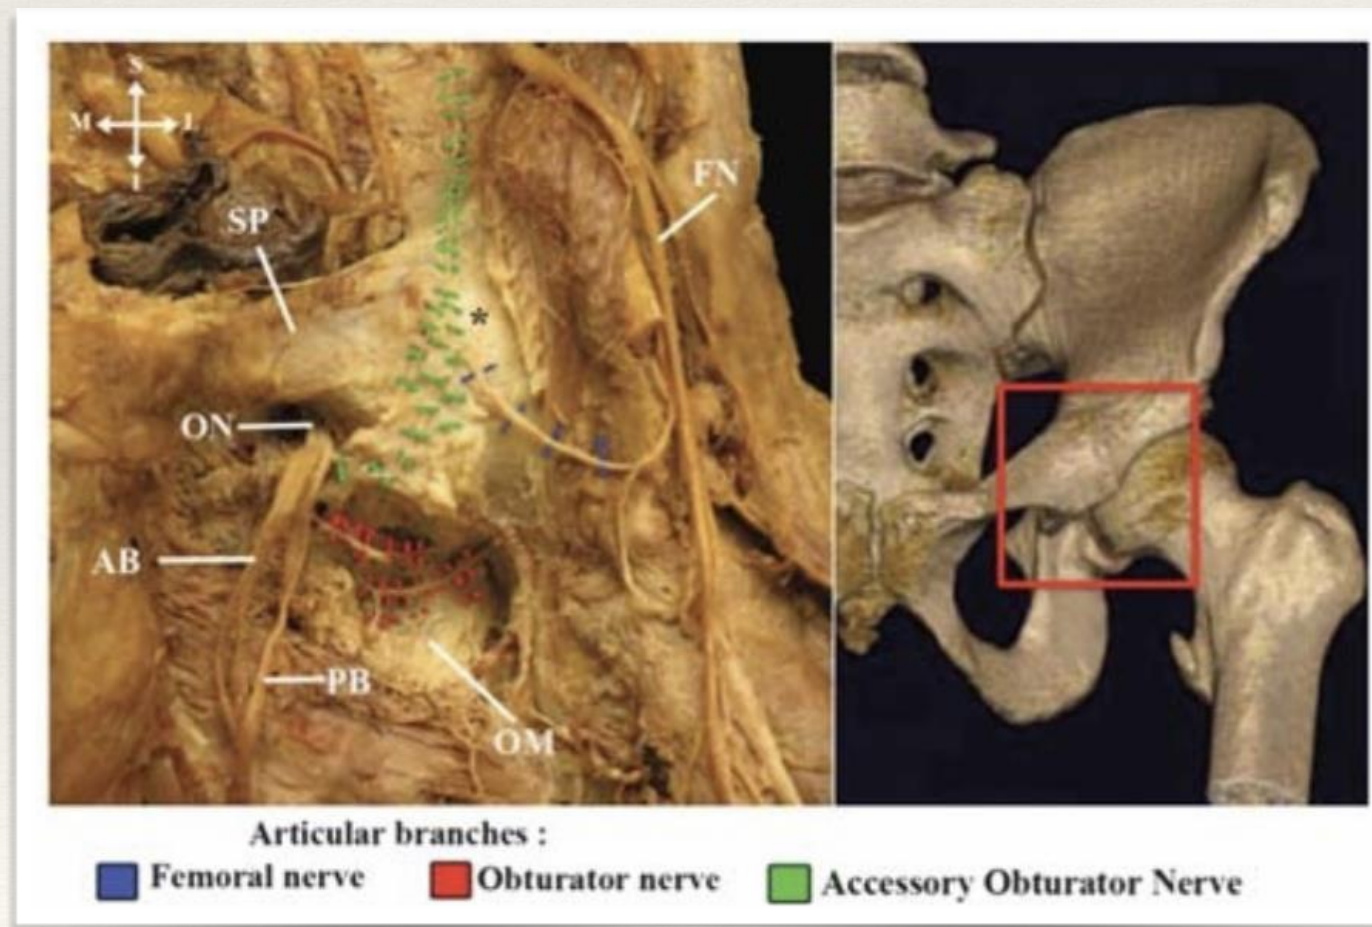 S
M L
I
SP
FN
*
ON
AB
PB
OM
Articular branches :
Femoral nerve
Obturator nerve
Accessory Obturator Nerve